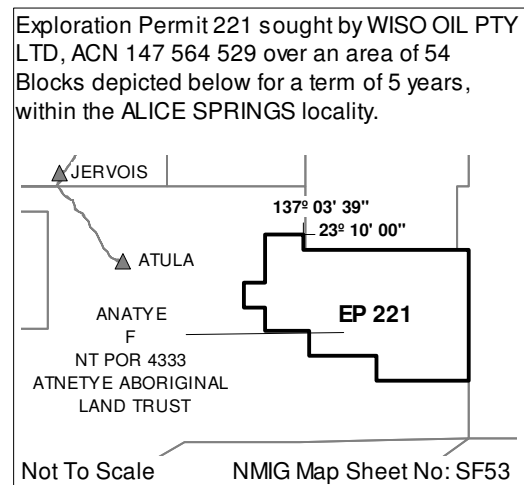 Exploration Permit 221 sought by WISO OIL PTY
LTD, ACN 147 564 529 over an area of 54
Blocks depicted below for a term of 5 years,
within the ALICE SPRINGS locality.
JERVOIS
137º 03' 39"
23º 10' 00"
ATULA
ANATYE
F
NT POR 4333
ATNETYE ABORIGINAL
LAND TRUST
EP 221
Not To Scale
NMIG Map Sheet No: SF53